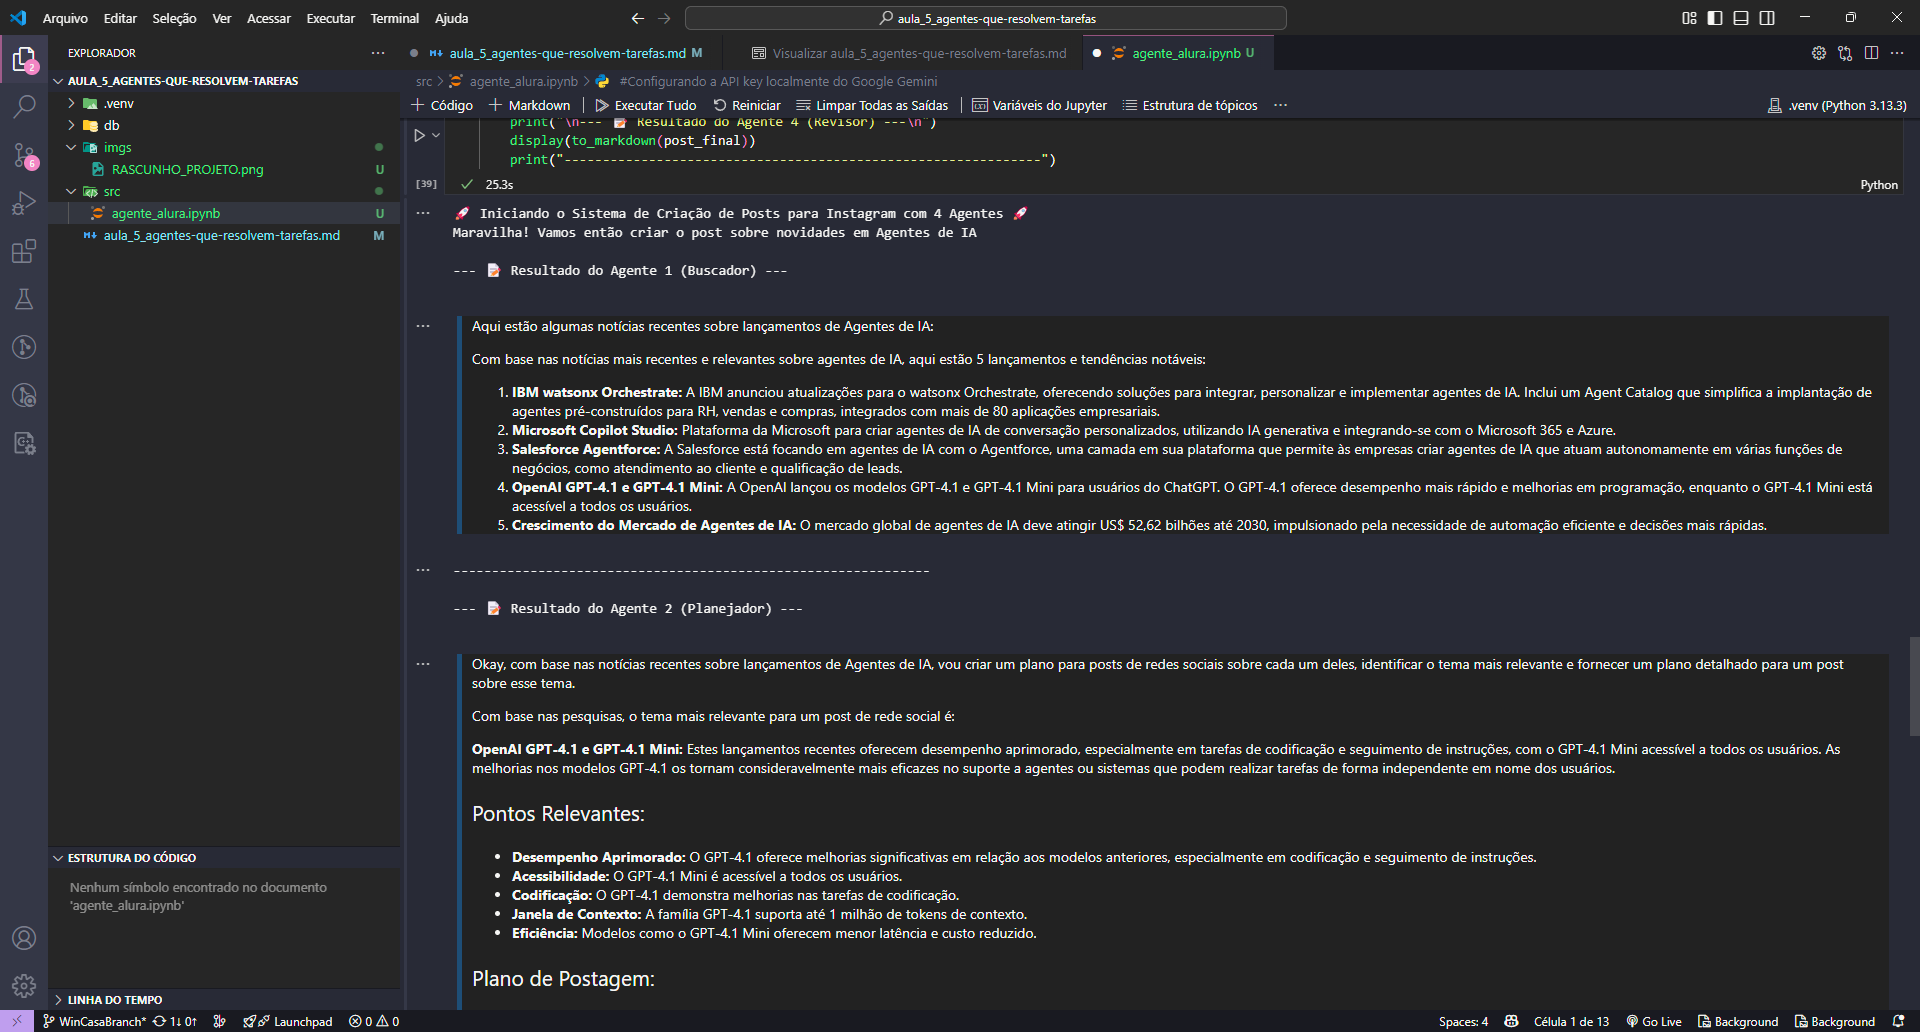 Arquivo Editar Seleção Ver Acessar Executar Terminal Ajuda
aula_5_agentes-que-resolvem-tarefas
EXPLORADOR
aula_5_agentes-que-resolvem-tarefas.md M
Visualizar aula_5_agentes-que-resolvem-tarefas.md
agente_alura.ipynb U
AULA_5_AGENTES-QUE-RESOLVEM-TAREFAS
.venv
db
imgs
RASCUNHO_PROJETO.png U
src
agente_alura.ipynb U
aula_5_agentes-que-resolvem-tarefas.md M
2
6
ESTRUTURA DO CÓDIGO
Nenhum símbolo encontrado no documento
'agente_alura.ipynb'
LINHA DO TEMPO
src > agente_alura.ipynb > #Configurando a API key localmente do Google Gemini
Código Markdown Executar Tudo Reiniciar Limpar Todas as Saídas Variáveis do Jupyter Estrutura de tópicos ... .venv (Python 3.13.3)
print("\n--- 📝 Resultado do Agente 4 (Revisor) ---\n")
display(to_markdown(post_final))
print("--------------------------------------------------------------")
[39] 25.3s
Python
🚀 Iniciando o Sistema de Criação de Posts para Instagram com 4 Agentes 🚀
Maravilha! Vamos então criar o post sobre novidades em Agentes de IA
--- 📝 Resultado do Agente 1 (Buscador) ---
Aqui estão algumas notícias recentes sobre lançamentos de Agentes de IA:
Com base nas notícias mais recentes e relevantes sobre agentes de IA, aqui estão 5 lançamentos e tendências notáveis:
1. IBM watsonx Orchestrate: A IBM anunciou atualizações para o watsonx Orchestrate, oferecendo soluções para integrar, personalizar e implementar agentes de IA. Inclui um Agent Catalog que simplifica a implantação de
agentes pré-construídos para RH, vendas e compras, integrados com mais de 80 aplicações empresariais.
2. Microsoft Copilot Studio: Plataforma da Microsoft para criar agentes de IA de conversação personalizados, utilizando IA generativa e integrando-se com o Microsoft 365 e Azure.
3. Salesforce Agentforce: A Salesforce está focando em agentes de IA com o Agentforce, uma camada em sua plataforma que permite às empresas criar agentes de IA que atuam autonomamente em várias funções de
negócios, como atendimento ao cliente e qualificação de leads.
4. OpenAI GPT-4.1 e GPT-4.1 Mini: A OpenAI lançou os modelos GPT-4.1 e GPT-4.1 Mini para usuários do ChatGPT. O GPT-4.1 oferece desempenho mais rápido e melhorias em programação, enquanto o GPT-4.1 Mini está
acessível a todos os usuários.
5. Crescimento do Mercado de Agentes de IA: O mercado global de agentes de IA deve atingir US$ 52,62 bilhões até 2030, impulsionado pela necessidade de automação eficiente e decisões mais rápidas.
--------------------------------------------------------------
--- 📝 Resultado do Agente 2 (Planejador) ---
Okay, com base nas notícias recentes sobre lançamentos de Agentes de IA, vou criar um plano para posts de redes sociais sobre cada um deles, identificar o tema mais relevante e fornecer um plano detalhado para um post
sobre esse tema.
Com base nas pesquisas, o tema mais relevante para um post de rede social é:
OpenAI GPT-4.1 e GPT-4.1 Mini: Estes lançamentos recentes oferecem desempenho aprimorado, especialmente em tarefas de codificação e seguimento de instruções, com o GPT-4.1 Mini acessível a todos os usuários. As
melhorias nos modelos GPT-4.1 os tornam consideravelmente mais eficazes no suporte a agentes ou sistemas que podem realizar tarefas de forma independente em nome dos usuários.
Pontos Relevantes:
• Desempenho Aprimorado: O GPT-4.1 oferece melhorias significativas em relação aos modelos anteriores, especialmente em codificação e seguimento de instruções.
• Acessibilidade: O GPT-4.1 Mini é acessível a todos os usuários.
• Codificação: O GPT-4.1 demonstra melhorias nas tarefas de codificação.
• Janela de Contexto: A família GPT-4.1 suporta até 1 milhão de tokens de contexto.
• Eficiência: Modelos como o GPT-4.1 Mini oferecem menor latência e custo reduzido.
Plano de Postagem:
WinCasaBranch* 1↓ 0↑ Launchpad 0 0 Spaces: 4 Célula 1 de 13 Go Live Background Background